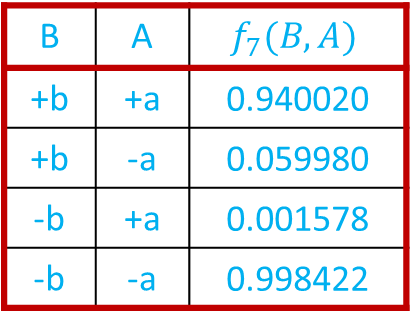 B A f₇(B, A)
+b +a 0.940020
+b -a 0.059980
-b +a 0.001578
-b -a 0.998422